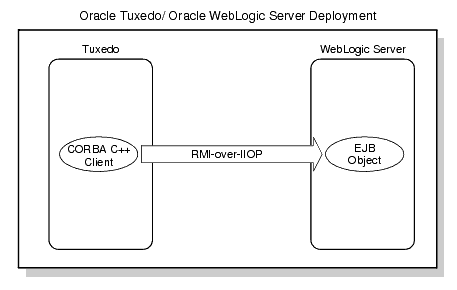 Oracle Tuxedo/ Oracle WebLogic Server Deployment
Tuxedo
WebLogic Server
CORBA C++
Client
RMI-over-IIOP
EJB
Object